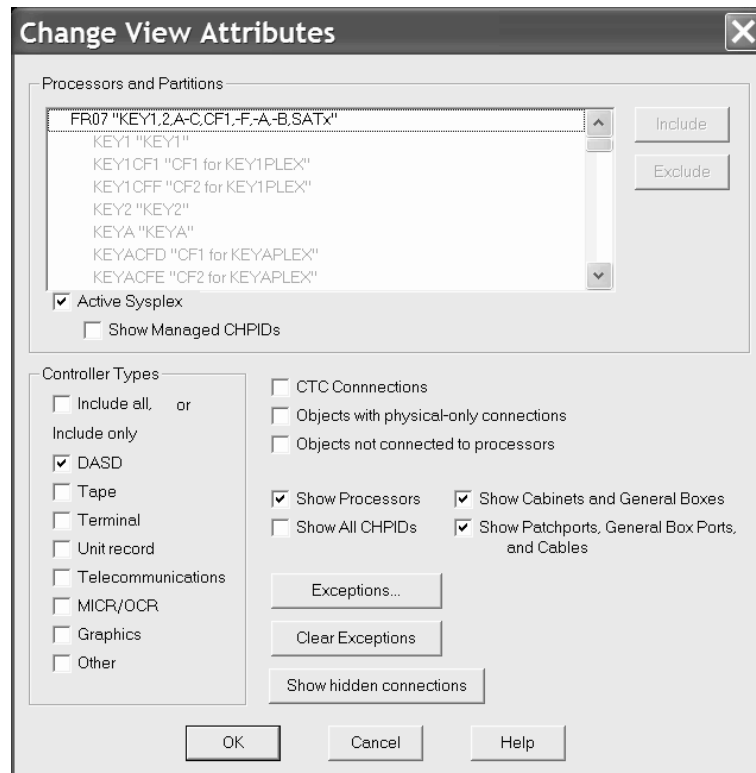 Change View Attributes
Processors and Partitions
FR07 "KEY1,2,A-C,CF1,-F,-A,-B,SATx"
KEY1 "KEY1"
KEY1CF1 "CF1 for KEY1PLEX"
KEY1CFF "CF2 for KEY1PLEX"
KEY2 "KEY2"
KEYA "KEYA"
KEYACFD "CF1 for KEYAPLEX"
KEYACFE "CF2 for KEYAPLEX"
Include
Exclude
Active Sysplex
Show Managed CHPIDs
Controller Types
Include all, or
Include only
DASD
Tape
Terminal
Unit record
Telecommunications
MICR/OCR
Graphics
Other
CTC Connnections
Objects with physical-only connections
Objects not connected to processors
Show Processors
Show Cabinets and General Boxes
Show All CHPIDs
Show Patchports, General Box Ports,
and Cables
Exceptions...
Clear Exceptions
Show hidden connections
OK
Cancel
Help